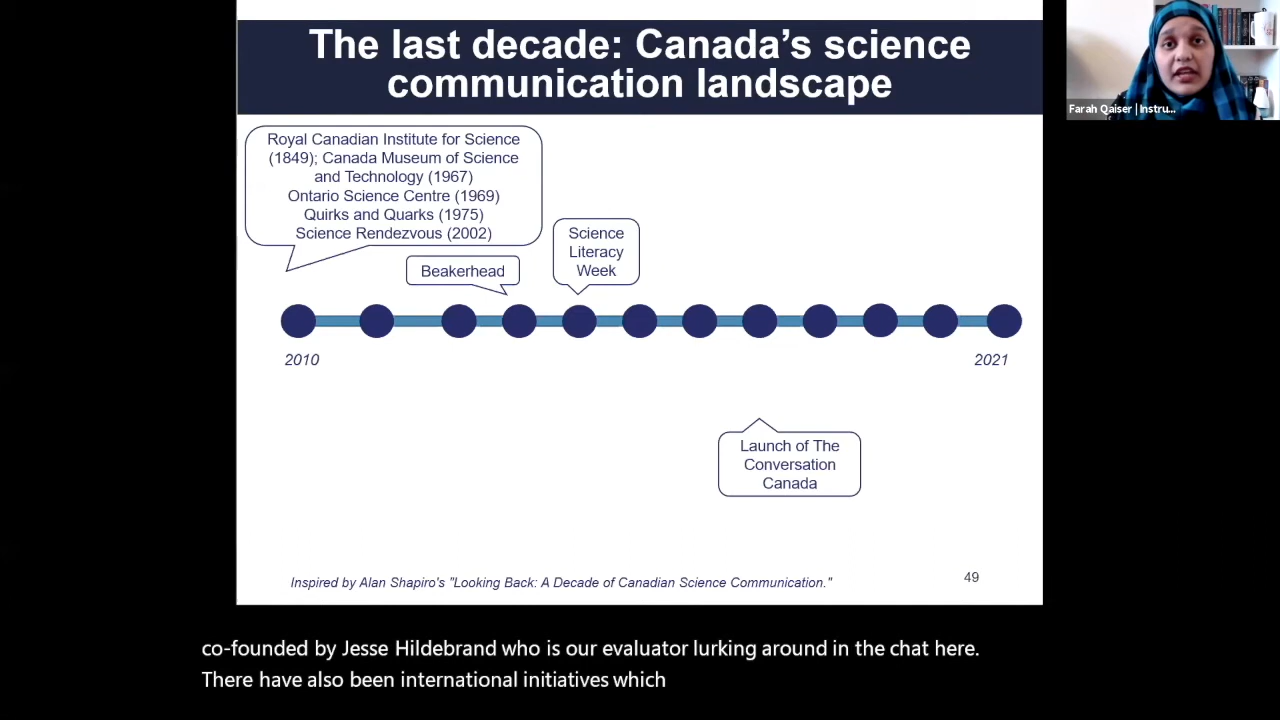 The last decade: Canada’s science
communication landscape
Royal Canadian Institute for Science
(1849); Canada Museum of Science
and Technology (1967)
Ontario Science Centre (1969)
Quirks and Quarks (1975)
Science Rendezvous (2002)
Beakerhead
Science
Literacy
Week
2010
2021
Launch of The
Conversation
Canada
Inspired by Alan Shapiro's "Looking Back: A Decade of Canadian Science Communication."
49
Farah Qaiser | Instru...
co-founded by Jesse Hildebrand who is our evaluator lurking around in the chat here.
There have also been international initiatives which